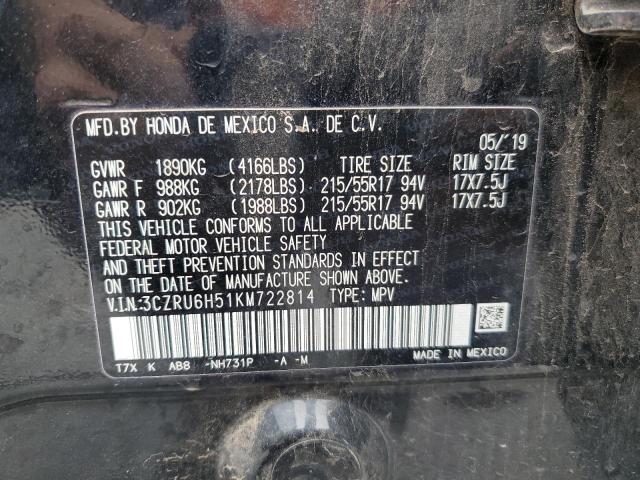 MFD.BY HONDA DE MEXICO S.A. DE C.V.
05/'19
GVWR 1890KG (4166LBS) TIRE SIZE RIM SIZE
GAWR F 988KG (2178LBS) 215/55R17 94V 17X7.5J
GAWR R 902KG (1988LBS) 215/55R17 94V 17X7.5J
THIS VEHICLE CONFORMS TO ALL APPLICABLE
FEDERAL MOTOR VEHICLE SAFETY
AND THEFT PREVENTION STANDARDS IN EFFECT
ON THE DATE OF MANUFACTURE SHOWN ABOVE.
V.I.N.:3CZRU6H51KM722814 TYPE: MPV
T7X K AB8 -NH731P -A -M
MADE IN MEXICO